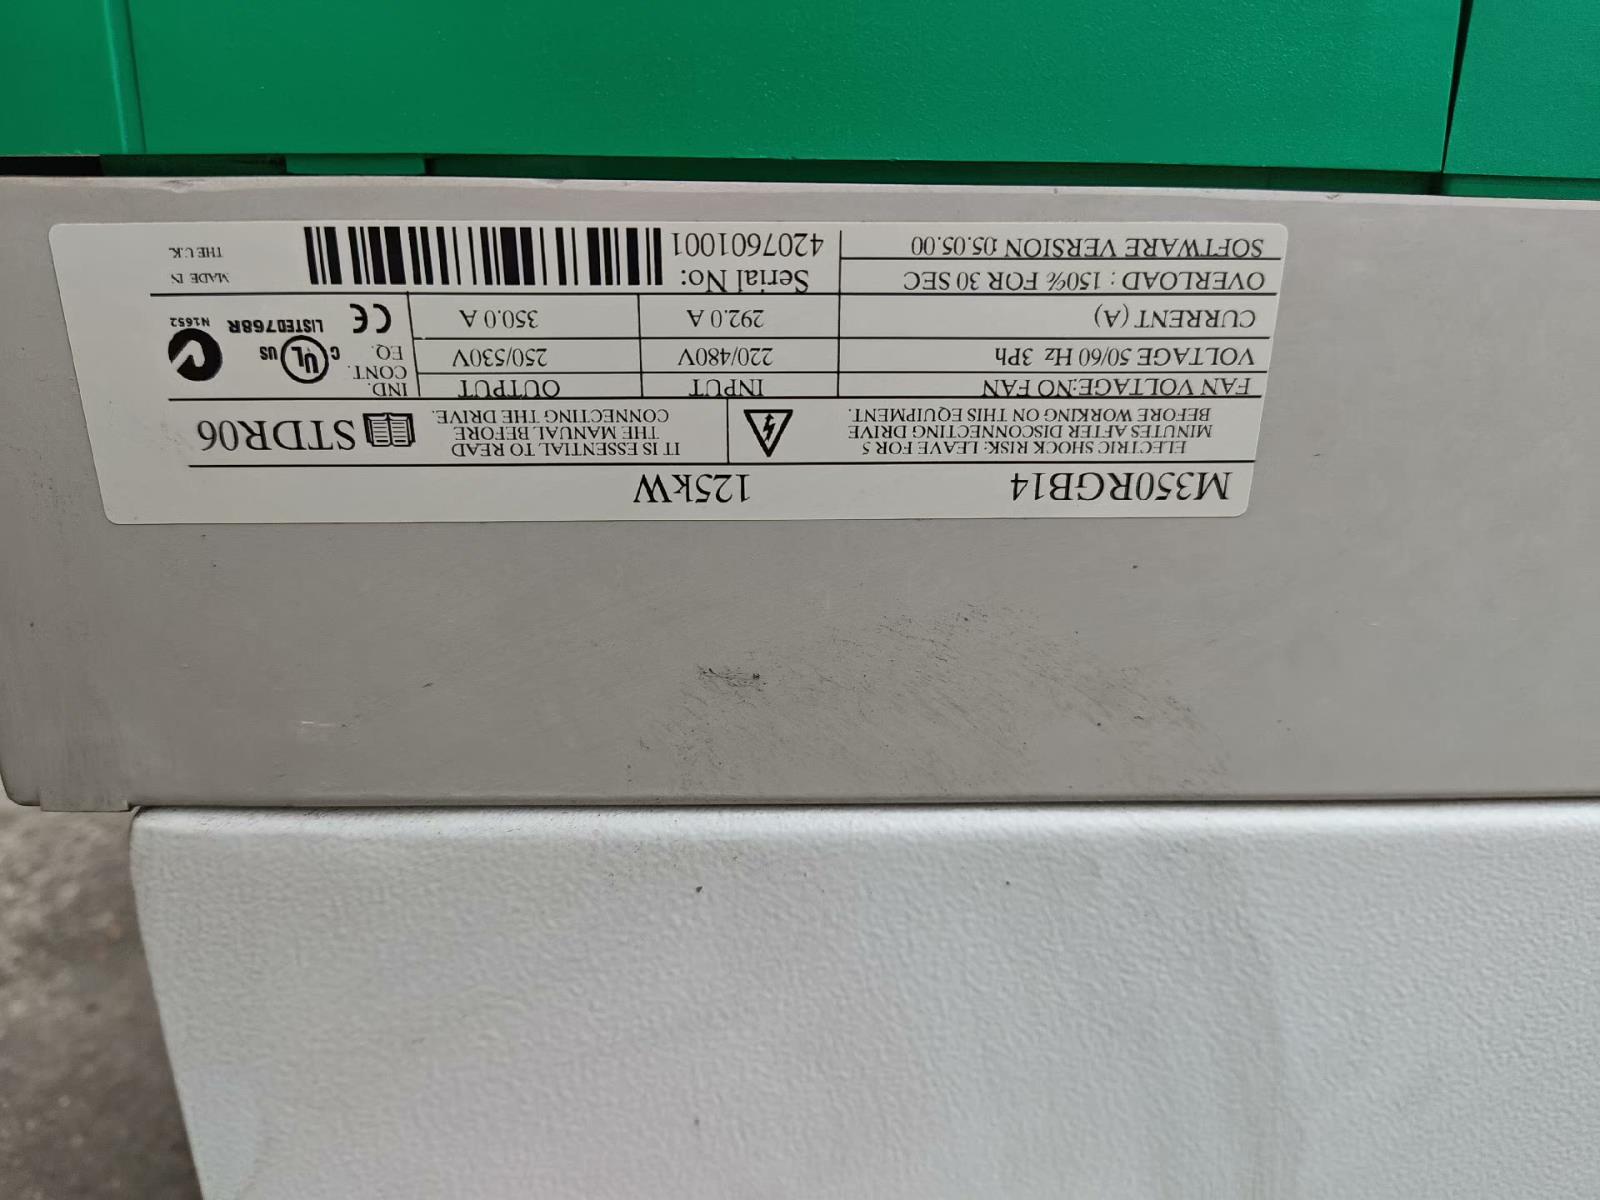 M350RGB14 125kW
ELECTRIC SHOCK RISK: LEAVE FOR 5
MINUTES AFTER DISCONNECTING DRIVE
BEFORE WORKING ON THIS EQUIPMENT.
IT IS ESSENTIAL TO READ
THE MANUAL BEFORE
CONNECTING THE DRIVE.
STDR06
FAN VOLTAGE:NO FAN INPUT OUTPUT
VOLTAGE 50/60 Hz 3Ph 220/480V 250/530V
CURRENT (A) 292.0 A 350.0 A
IND.
CONT.
EQ.
C UL US
LISTED768R
CE
N1652
OVERLOAD : 150% FOR 30 SEC
SOFTWARE VERSION 05.05.00
Serial No:
4207601001
MADE IN
THE U.K.